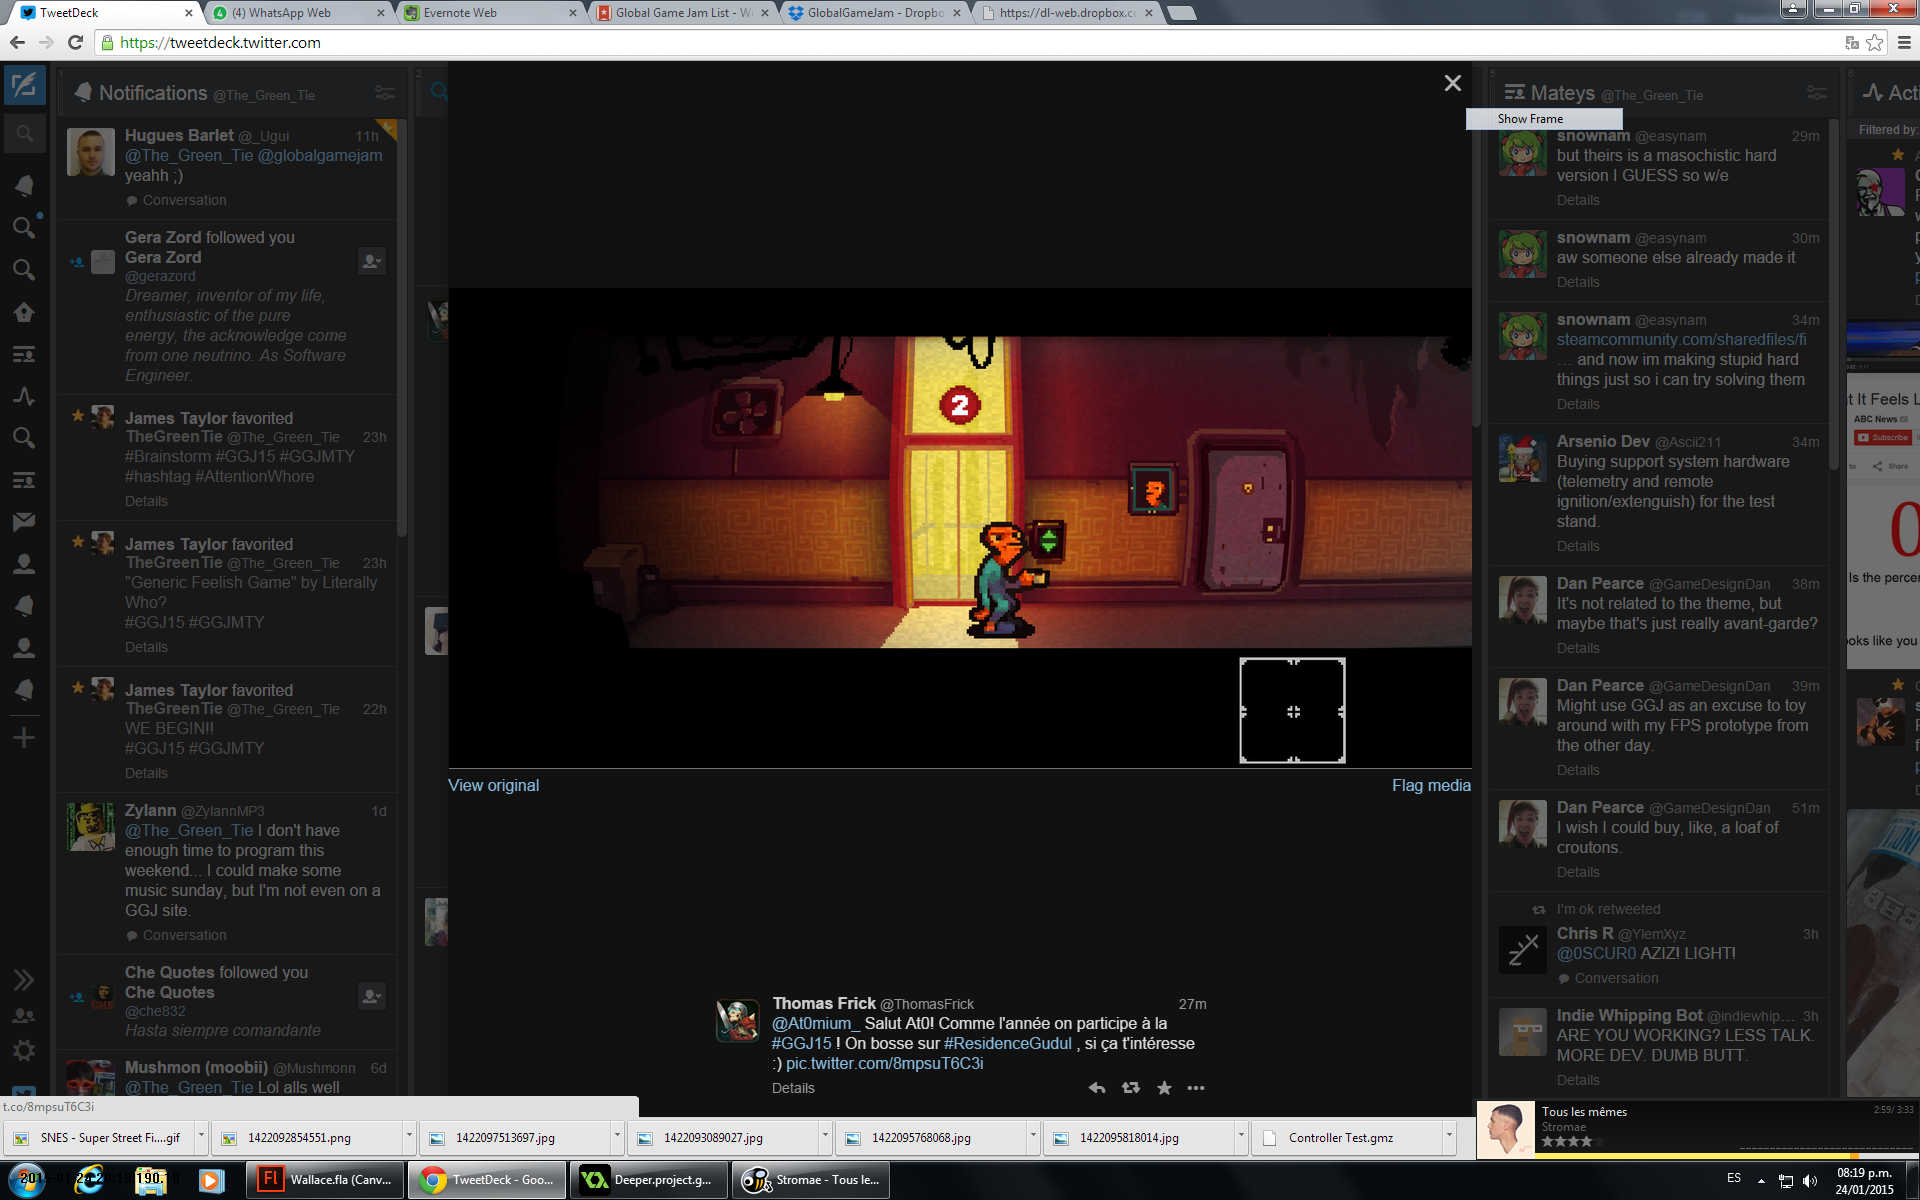 TweetDeck
(4) WhatsApp Web
Evernote Web
Global Game Jam List - W
GlobalGameJam - Dropbo
https://dl-web.dropbox.c
https://tweetdeck.twitter.com
1
Notifications @The_Green_Tie
Hugues Barlet @_Ugui 11h
@The_Green_Tie @globalgamejam
yeahh ;)
Conversation
Gera Zord followed you
Gera Zord
@gerazord
Dreamer, inventor of my life,
enthusiastic of the pure
energy, the acknowledge come
from one neutrino. As Software
Engineer.
James Taylor favorited
TheGreenTie @The_Green_Tie 23h
#Brainstorm #GGJ15 #GGJMTY
#hashtag #AttentionWhore
Details
James Taylor favorited
TheGreenTie @The_Green_Tie 23h
"Generic Feelish Game" by Literally
Who?
#GGJ15 #GGJMTY
Details
James Taylor favorited
TheGreenTie @The_Green_Tie 22h
WE BEGIN!!
#GGJ15 #GGJMTY
Details
Zylann @ZylannMP3 1d
@The_Green_Tie I don't have
enough time to program this
weekend... I could make some
music sunday, but I'm not even on a
GGJ site.
Conversation
Che Quotes followed you
Che Quotes
@che832
Hasta siempre comandante
Mushmon (moobii) @Mushmonn 6d
@The_Green_Tie Lol alls well
t.co/8mpsuT6C3i
2
2
View original
Flag media
Thomas Frick @ThomasFrick 27m
@At0mium_ Salut At0! Comme l'année on participe à la
#GGJ15 ! On bosse sur #ResidenceGudul , si ça t'intéresse
:) pic.twitter.com/8mpsuT6C3i
Details
5
Mateys @The_Green_Tie
Show Frame
snownam @easynam 29m
but theirs is a masochistic hard
version I GUESS so w/e
Details
snownam @easynam 30m
aw someone else already made it
Details
snownam @easynam 34m
steamcommunity.com/sharedfiles/fi
… and now im making stupid hard
things just so i can try solving them
Details
Arsenio Dev @Ascii211 34m
Buying support system hardware
(telemetry and remote
ignition/extenguish) for the test
stand.
Details
Dan Pearce @GameDesignDan 38m
It's not related to the theme, but
maybe that's just really avant-garde?
Details
Dan Pearce @GameDesignDan 39m
Might use GGJ as an excuse to toy
around with my FPS prototype from
the other day.
Details
Dan Pearce @GameDesignDan 51m
I wish I could buy, like, a loaf of
croutons.
Details
I'm ok retweeted
Chris R @YlemXyz 3h
@0SCUR0 AZIZ! LIGHT!
Conversation
Indie Whipping Bot @indiewhip... 3h
ARE YOU WORKING? LESS TALK.
MORE DEV. DUMB BUTT.
Details
6
Acti
Filtered by:
t It Feels L
ABC News
Subscribe
to Share
Is the percen
ooks like you
Tous les mêmes
Stromae
2:59/ 3:33
SNES - Super Street Fi....gif
1422092854551.png
1422097513697.jpg
1422093089027.jpg
1422095768068.jpg
1422095818014.jpg
Controller Test.gmz
Wallace.fla (Canv...
TweetDeck - Goo...
Deeper.project.g...
Stromae - Tous le...
ES
08:19 p.m.
24/01/2015